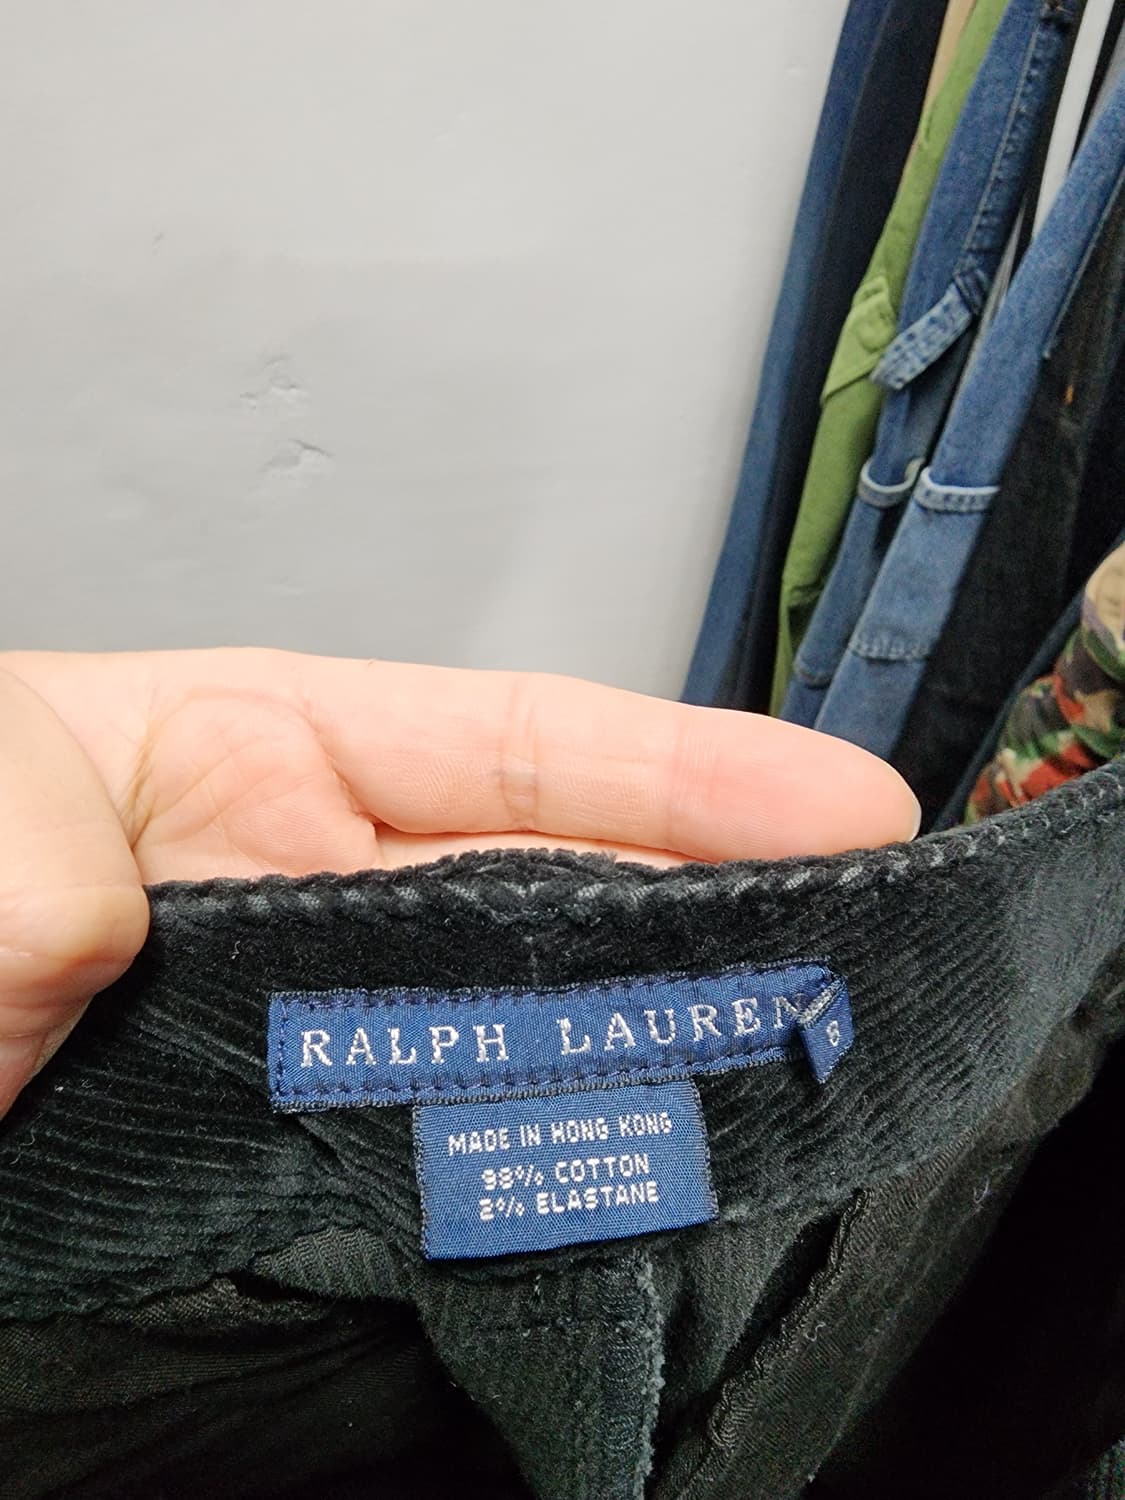 RALPH LAUREN
8
MADE IN HONG KONG
98% COTTON
2% ELASTANE